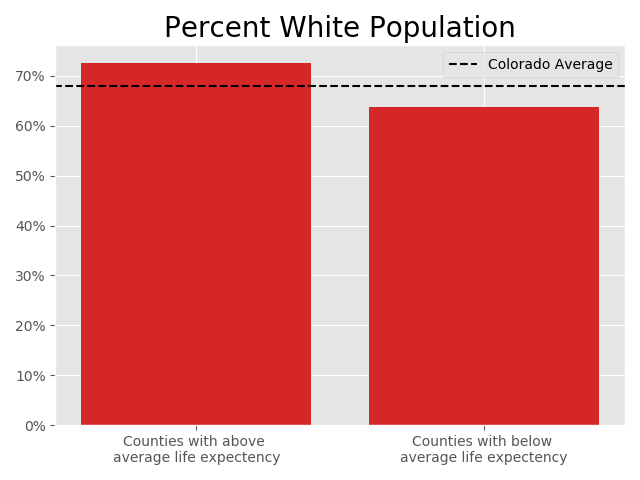 Percent White Population
Colorado Average
70%
60%
50%
40%
30%
20%
10%
0%
Counties with above
average life expectency
Counties with below
average life expectency